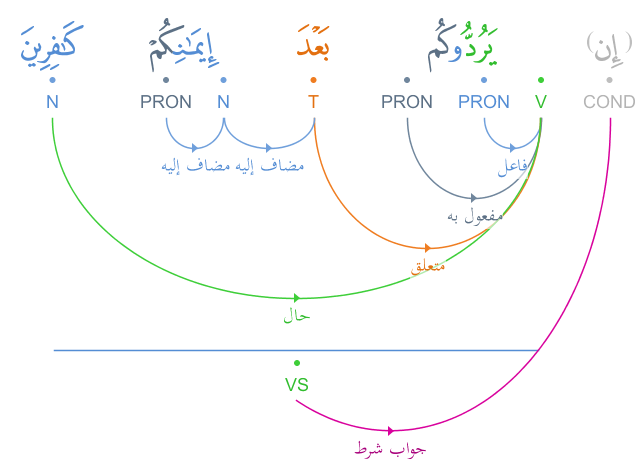 (إِن) يَرُدُّوكُم بَعْدَ إِيمَـٰنِكُمْ كَـٰفِرِينَ
COND V PRON PRON T N PRON N
فاعل مضاف إليه مضاف إليه
مفعول به
متعلق
حال
VS
جواب شرط